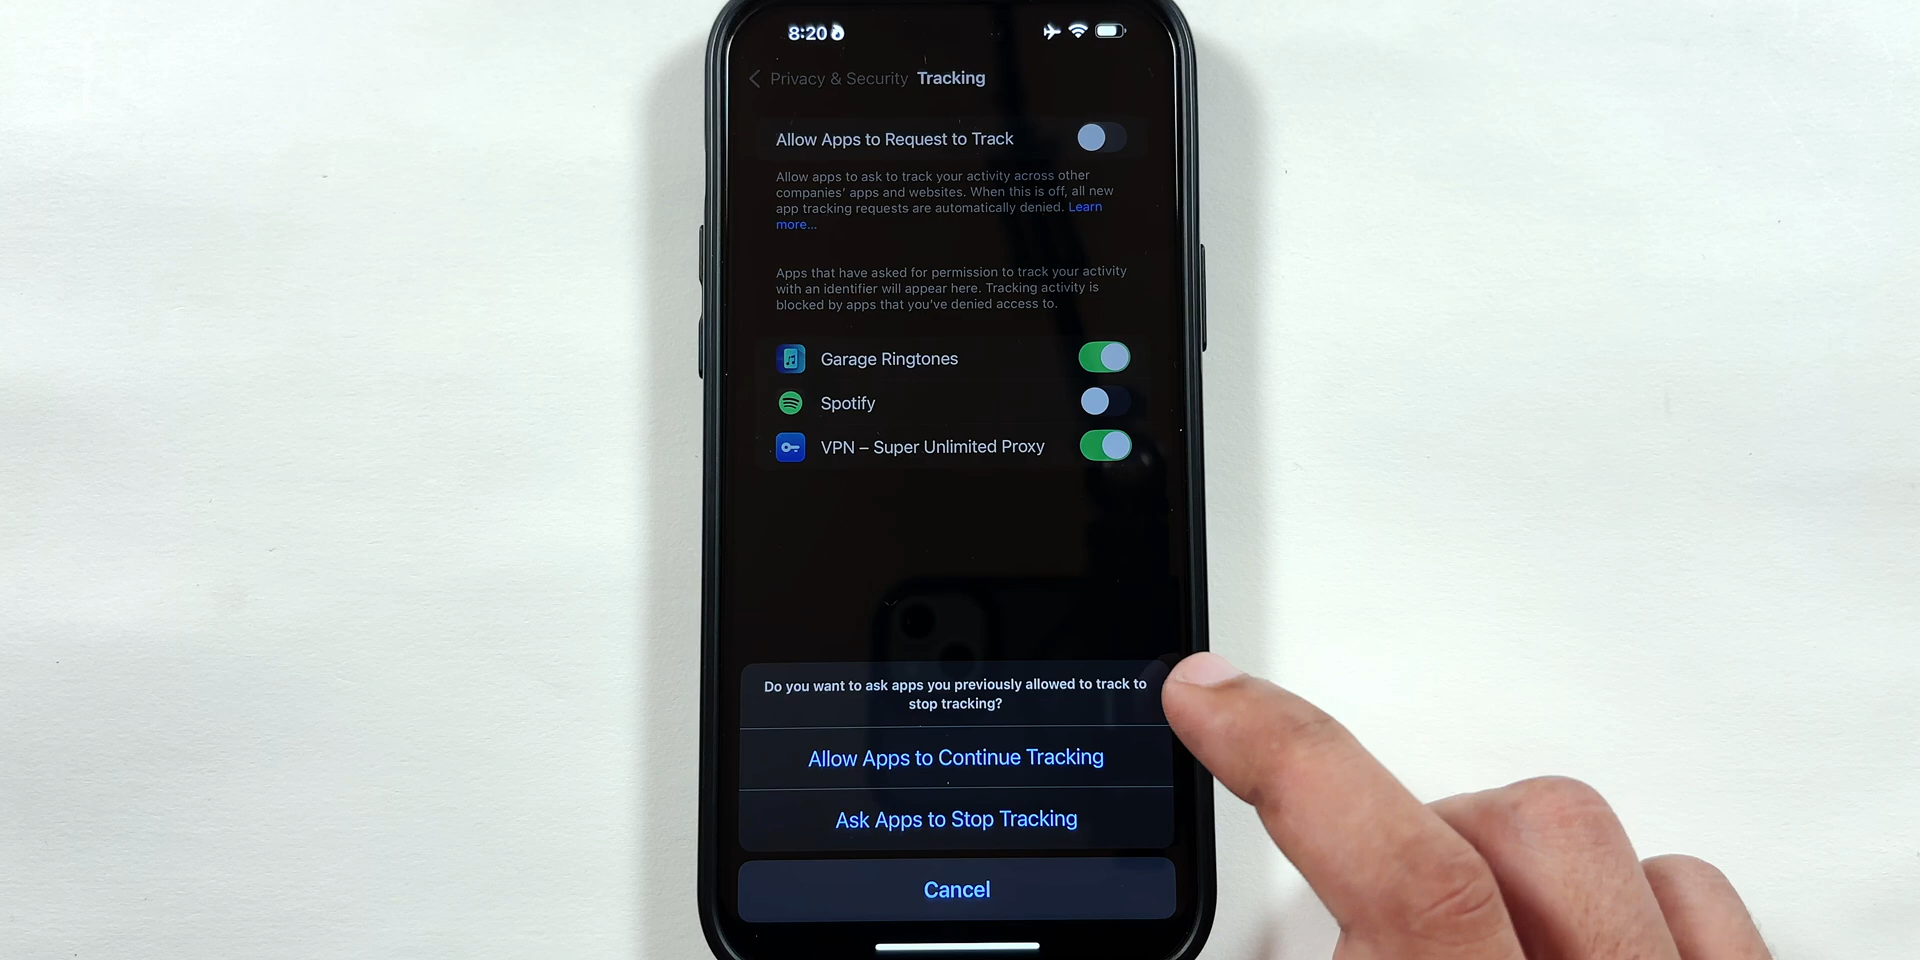 8:20
Privacy & Security Tracking
Allow Apps to Request to Track
Allow apps to ask to track your activity across other
companies' apps and websites. When this is off, all new
app tracking requests are automatically denied. Learn
more...
Apps that have asked for permission to track your activity
with an identifier will appear here. Tracking activity is
blocked by apps that you've denied access to.
Garage Ringtones
Spotify
VPN – Super Unlimited Proxy
Do you want to ask apps you previously allowed to track to
stop tracking?
Allow Apps to Continue Tracking
Ask Apps to Stop Tracking
Cancel